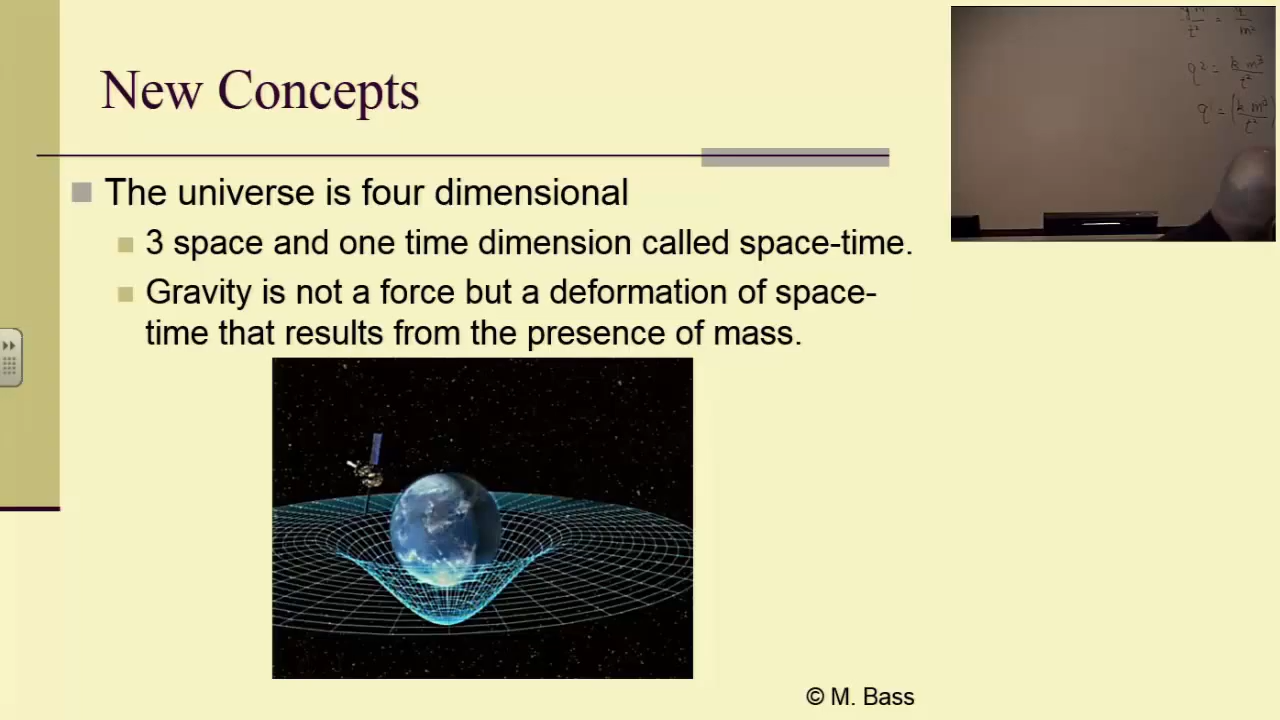 New Concepts
The universe is four dimensional
3 space and one time dimension called space-time.
Gravity is not a force but a deformation of space-
time that results from the presence of mass.
© M. Bass